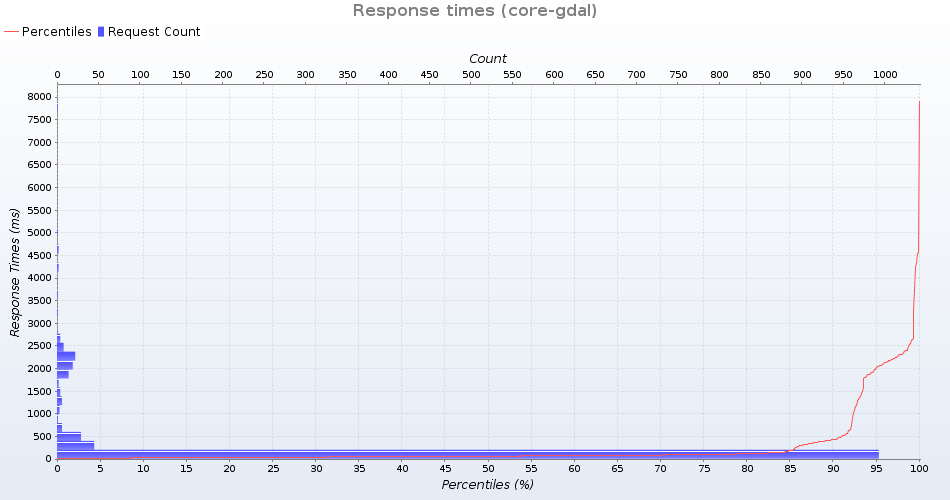 Response times (core-gdal)
Percentiles Request Count
Count
0 50 100 150 200 250 300 350 400 450 500 550 600 650 700 750 800 850 900 950 1000
8000
7500
7000
6500
6000
5500
5000
4500
4000
3500
3000
2500
2000
1500
1000
500
0
Response Times (ms)
0 5 10 15 20 25 30 35 40 45 50 55 60 65 70 75 80 85 90 95 100
Percentiles (%)